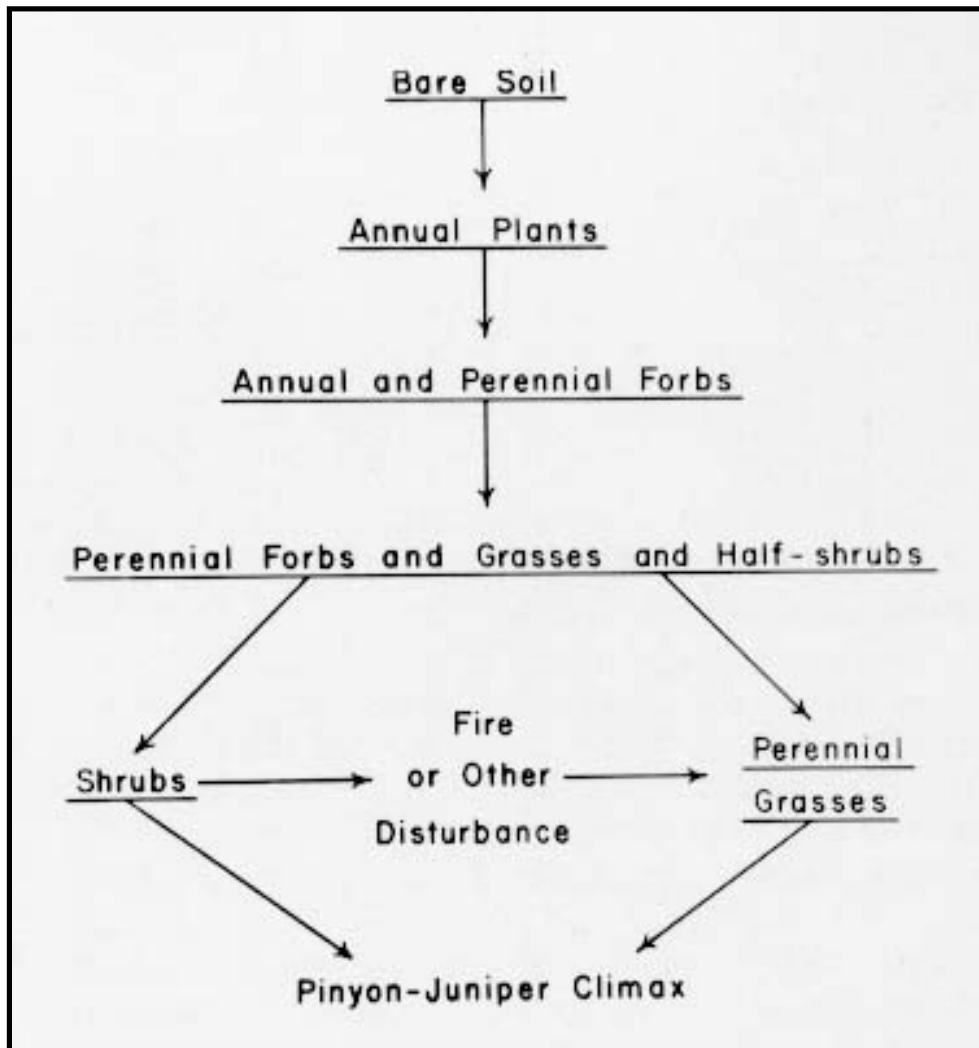 Bare Soil
Annual Plants
Annual and Perennial Forbs
Perennial Forbs and Grasses and Half-shrubs
Shrubs
Fire
or Other
Disturbance
Perennial
Grasses
Pinyon-Juniper Climax